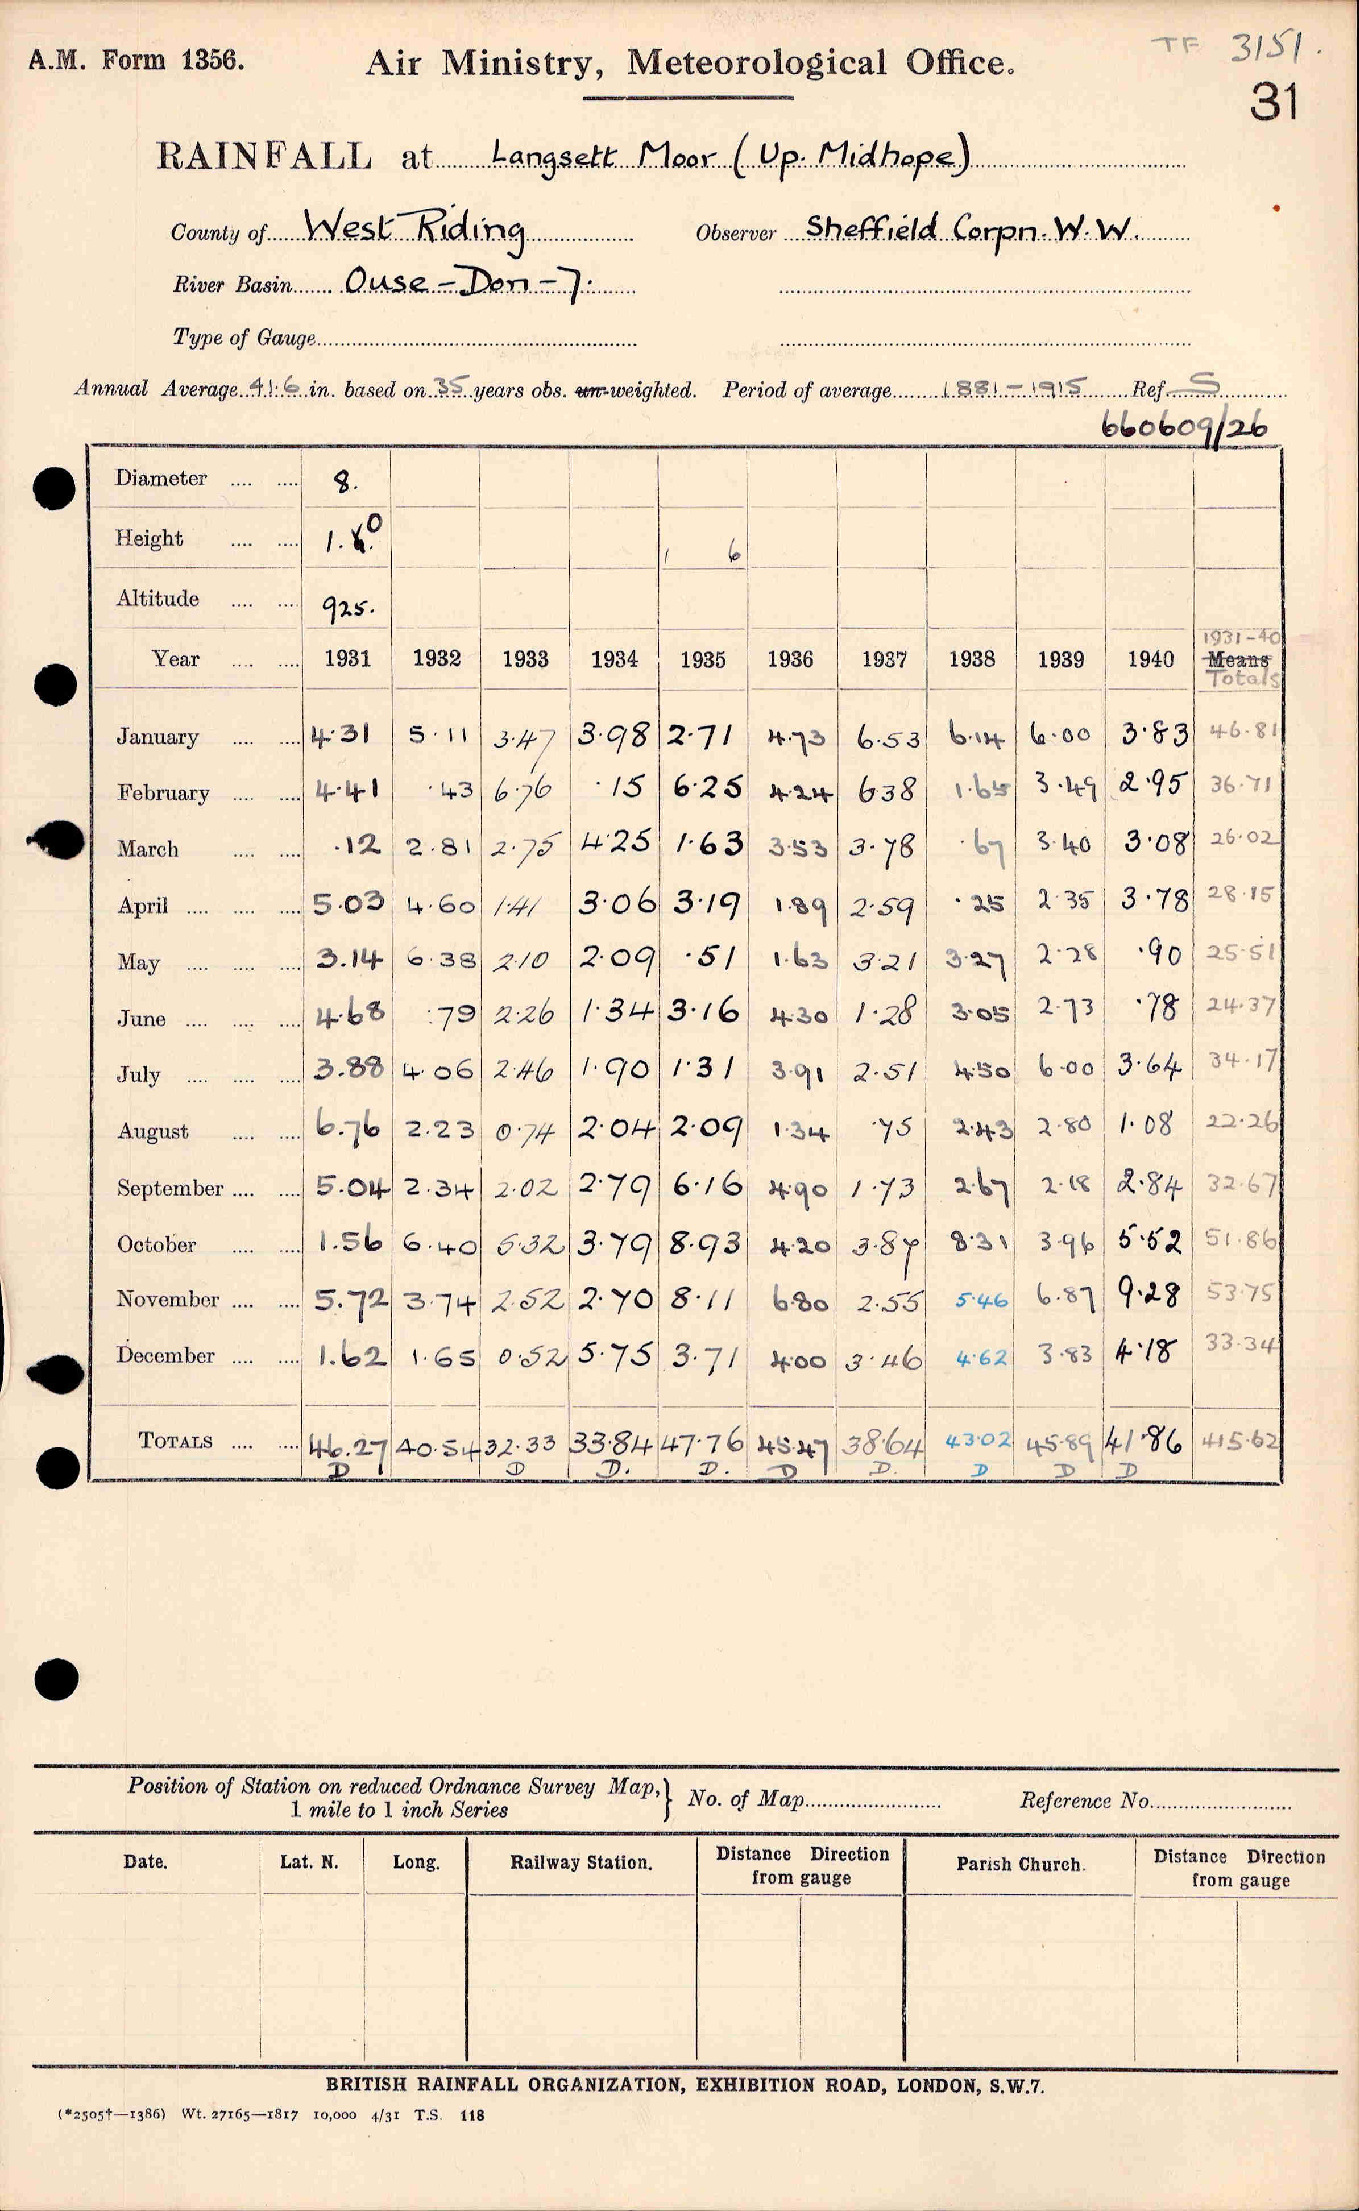 A.M. Form 1356. Air Ministry, Meteorological Office. TF 3151.
31
RAINFALL at Langsett Moor (Up. Midhope)
County of West Riding Observer Sheffield Corpn. W.W.
River Basin Ouse – Don – 7.
Type of Gauge
Annual Average 41.6 in. based on 35 years obs. un-weighted. Period of average 1881 – 1915 Ref. S
660609/26
Diameter .... .... 8.
Height .... .... 1. 0 1 6
Altitude .... .... 925.
Year .... .... 1931 1932 1933 1934 1935 1936 1937 1938 1939 1940 1931-40 Means Totals
January .... .... 4.31 5.11 3.47 3.98 2.71 4.73 6.53 6.14 6.00 3.83 46.81
February .... .... 4.41 .43 6.76 .15 6.25 4.24 6.38 1.65 3.49 2.95 36.71
March .... .... .12 2.81 2.75 4.25 1.63 3.53 3.78 .67 3.40 3.08 26.02
April .... .... .... 5.03 4.60 1.41 3.06 3.19 1.89 2.59 .25 2.35 3.78 28.15
May .... .... .... 3.14 6.38 2.10 2.09 .51 1.63 3.21 3.27 2.28 .90 25.51
June .... .... .... 4.68 .79 2.26 1.34 3.16 4.30 1.28 3.05 2.73 .78 24.37
July .... .... .... 3.88 4.06 2.46 1.90 1.31 3.91 2.51 4.50 6.00 3.64 34.17
August .... .... 6.76 2.23 0.74 2.04 2.09 1.34 .75 2.43 2.80 1.08 22.26
September .... .... 5.04 2.34 2.02 2.79 6.16 4.90 1.73 2.67 2.18 2.84 32.67
October .... .... 1.56 6.40 5.32 3.79 8.93 4.20 3.87 8.31 3.96 5.52 51.86
November .... .... 5.72 3.74 2.52 2.70 8.11 6.80 2.55 5.46 6.87 9.28 53.75
December .... .... 1.62 1.65 0.52 5.75 3.71 4.00 3.46 4.62 3.83 4.18 33.34
TOTALS .... .... 46.27 40.54 32.33 33.84 47.76 45.47 38.64 43.02 45.89 41.86 415.62
D D D. D. D D. D D D
Position of Station on reduced Ordnance Survey Map, } No. of Map Reference No.
1 mile to 1 inch Series
Date. Lat. N. Long. Railway Station. Distance Direction from gauge Parish Church. Distance Direction from gauge
BRITISH RAINFALL ORGANIZATION, EXHIBITION ROAD, LONDON, S.W.7.
(*2505†—1386) Wt. 27165—1817 10,000 4/31 T.S. 118